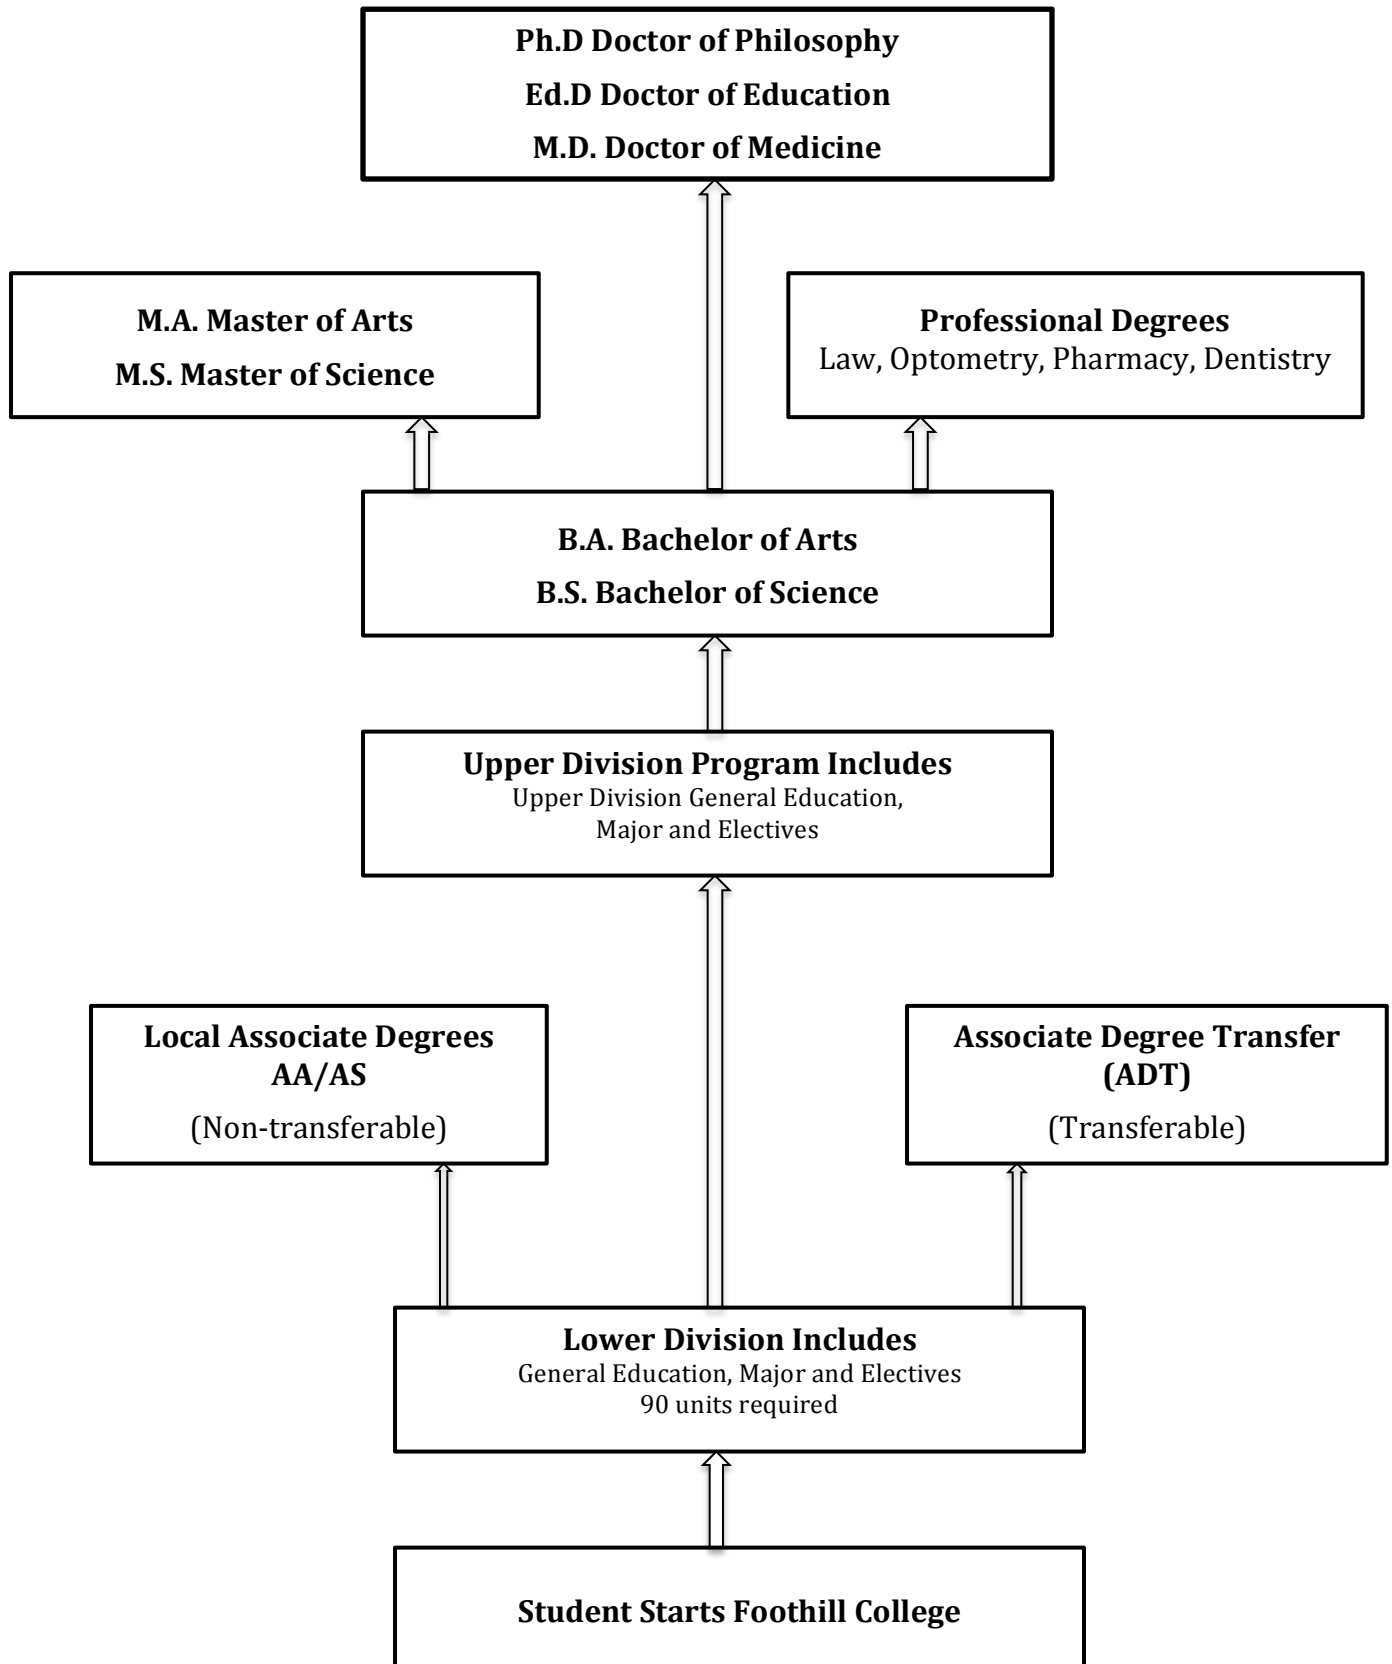 Ph.D Doctor of Philosophy
Ed.D Doctor of Education
M.D. Doctor of Medicine
M.A. Master of Arts
M.S. Master of Science
Professional Degrees
Law, Optometry, Pharmacy, Dentistry
B.A. Bachelor of Arts
B.S. Bachelor of Science
Upper Division Program Includes
Upper Division General Education,
Major and Electives
Local Associate Degrees
AA/AS
(Non-transferable)
Associate Degree Transfer
(ADT)
(Transferable)
Lower Division Includes
General Education, Major and Electives
90 units required
Student Starts Foothill College